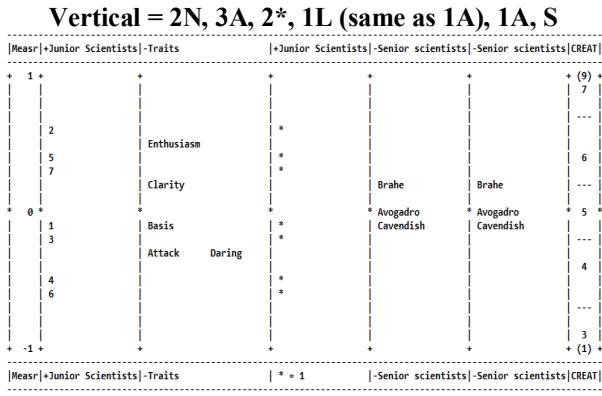 Vertical = 2N, 3A, 2*, 1L (same as 1A), 1A, S
-----------------------------------------------------------------------------------------------
|Measr|+Junior Scientists|-Traits           |+Junior Scientists|-Senior scientists|-Senior scientists|CREAT|
-----------------------------------------------------------------------------------------------
+ 1 + + + + + + (9) +
| | | | | | | 7 |
| | | | | | | |
| | | | | | | --- |
| | 2 | | * | | | |
| | | Enthusiasm | | | | |
| | 5 | | * | | | 6 |
| | 7 | | * | | | |
| | | Clarity | | Brahe | Brahe | --- |
| | | | | | | |
* 0 * * * * Avogadro * Avogadro * 5 *
| | 1 | Basis | * | Cavendish | Cavendish | |
| | 3 | | * | | | --- |
| | | Attack Daring | | | | |
| | | | | | | 4 |
| | 4 | | * | | | |
| | 6 | | * | | | |
| | | | | | | --- |
| | | | | | | |
| | | | | | | 3 |
+ -1 + + + + + + (1) +
-----------------------------------------------------------------------------------------------
|Measr|+Junior Scientists|-Traits           | * = 1            |-Senior scientists|-Senior scientists|CREAT|
-----------------------------------------------------------------------------------------------